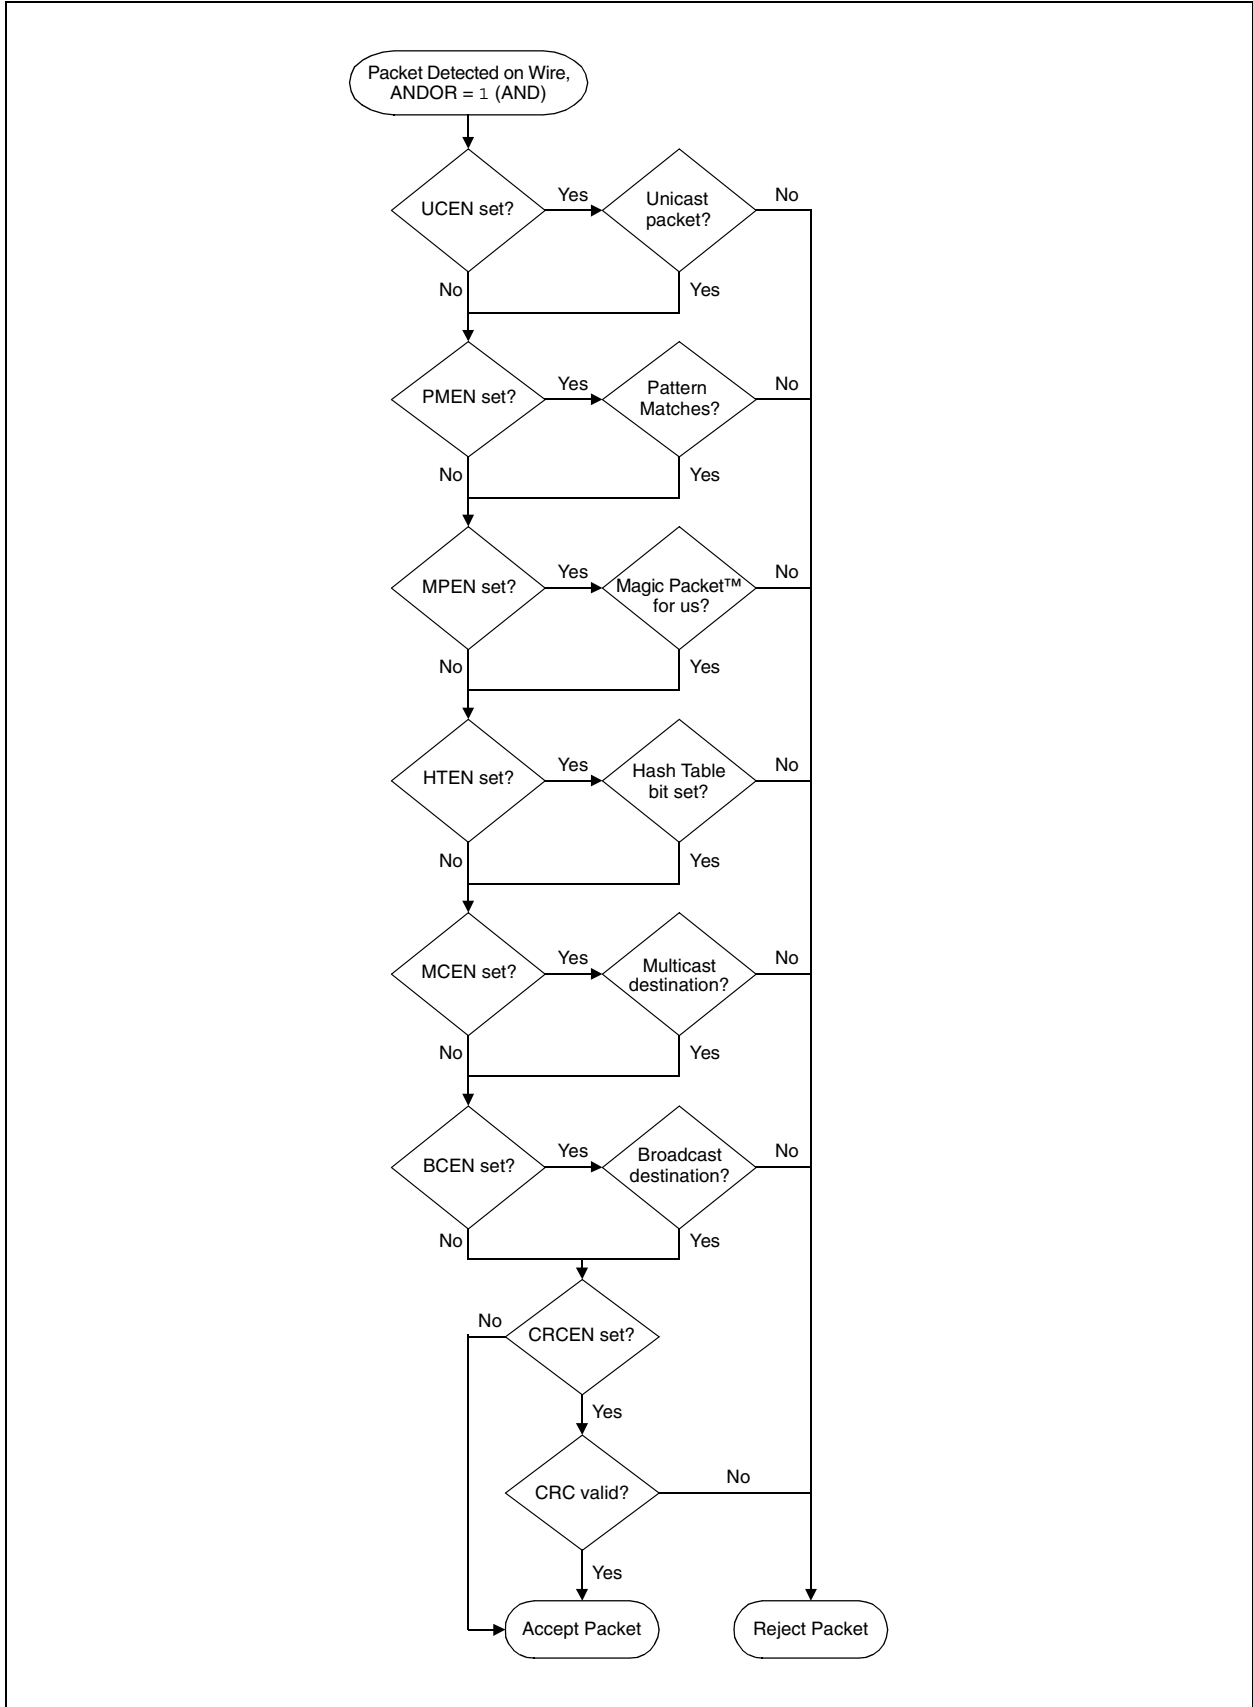 Packet Detected on Wire,
ANDOR = 1 (AND)
UCEN set?
Yes
Unicast
packet?
No
No
Yes
PMEN set?
Yes
Pattern
Matches?
No
No
Yes
MPEN set?
Yes
Magic Packet™
for us?
No
No
Yes
HTEN set?
Yes
Hash Table
bit set?
No
No
Yes
MCEN set?
Yes
Multicast
destination?
No
No
Yes
BCEN set?
Yes
Broadcast
destination?
No
No
Yes
No
CRCEN set?
Yes
CRC valid?
No
Yes
Accept Packet
Reject Packet